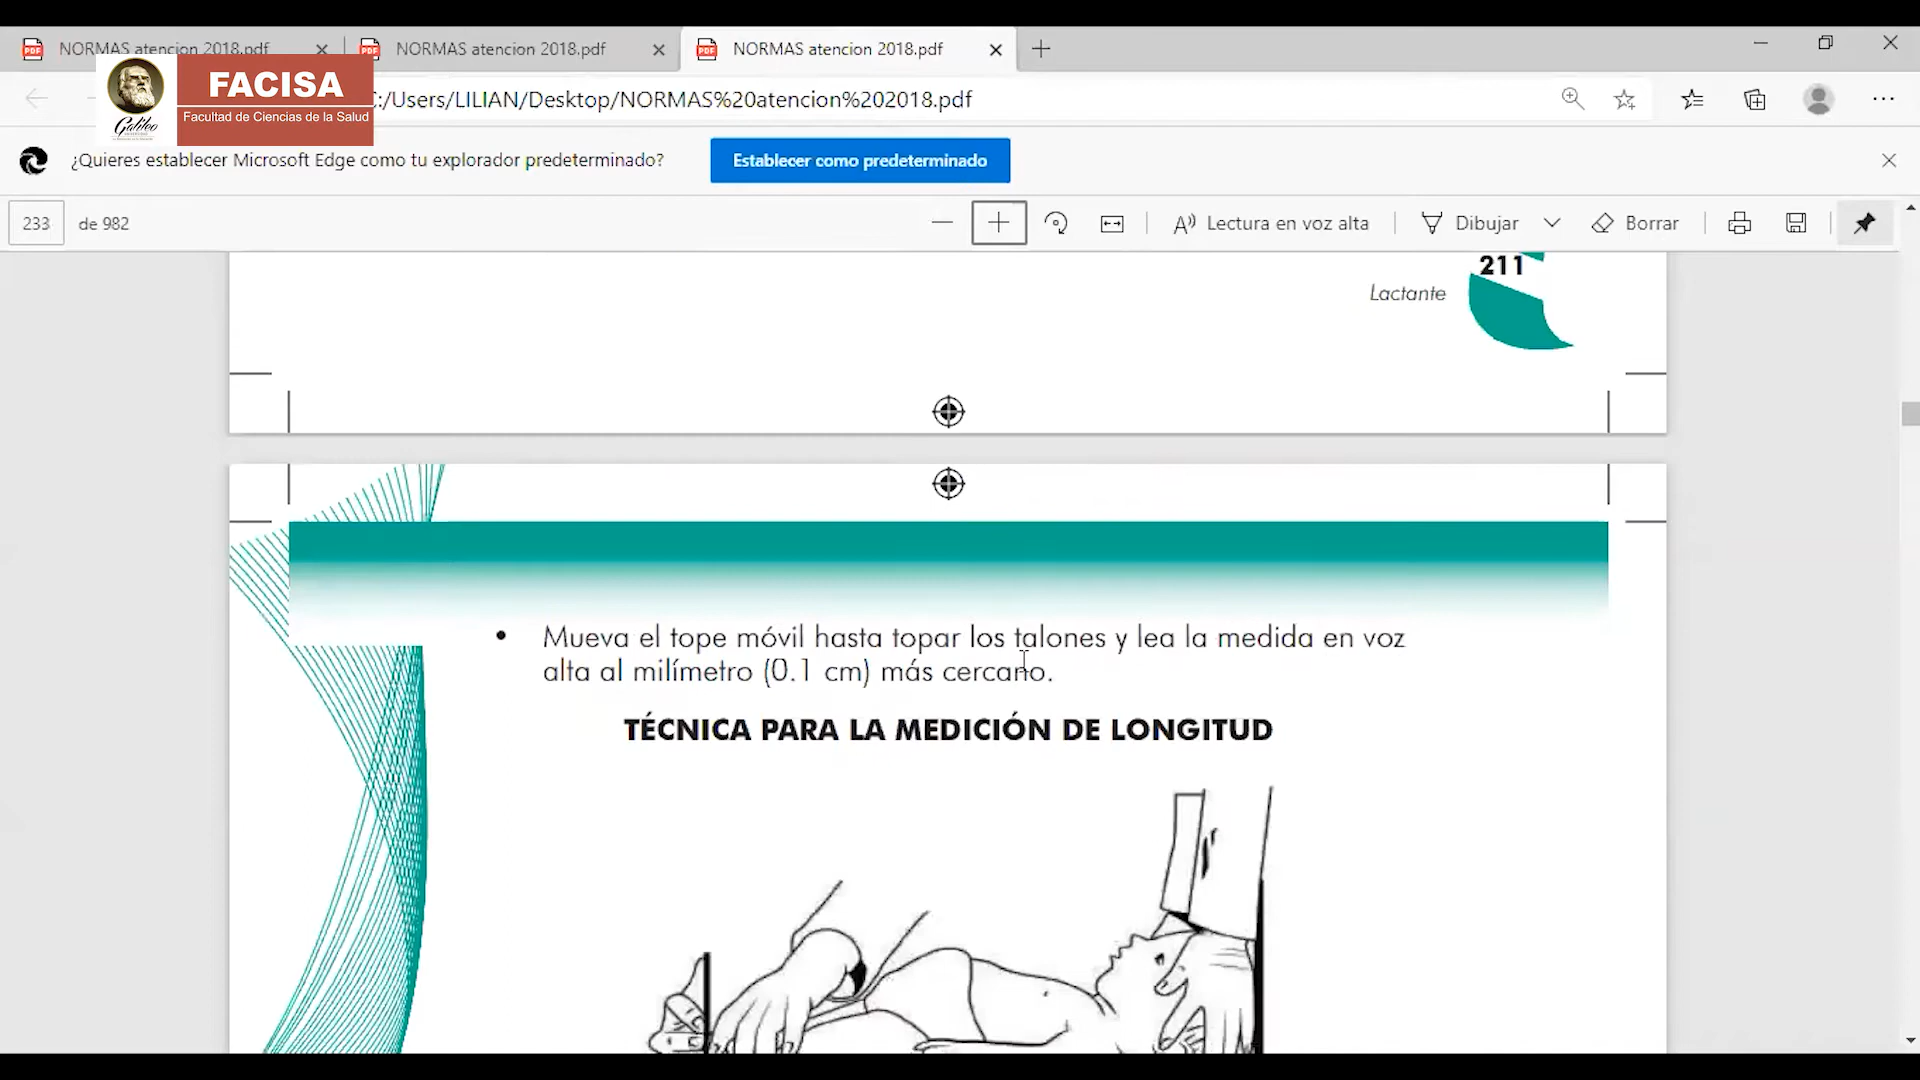 NORMAS atencion 2018.pdf
NORMAS atencion 2018.pdf
NORMAS atencion 2018.pdf
Galileo
FACISA
Facultad de Ciencias de la Salud
C:/Users/LILIAN/Desktop/NORMAS%20atencion%202018.pdf
¿Quieres establecer Microsoft Edge como tu explorador predeterminado?
Establecer como predeterminado
233 de 982
Lectura en voz alta
Dibujar
Borrar
211
Lactante
• Mueva el tope móvil hasta topar los talones y lea la medida en voz
alta al milímetro (0.1 cm) más cercano.
TÉCNICA PARA LA MEDICIÓN DE LONGITUD